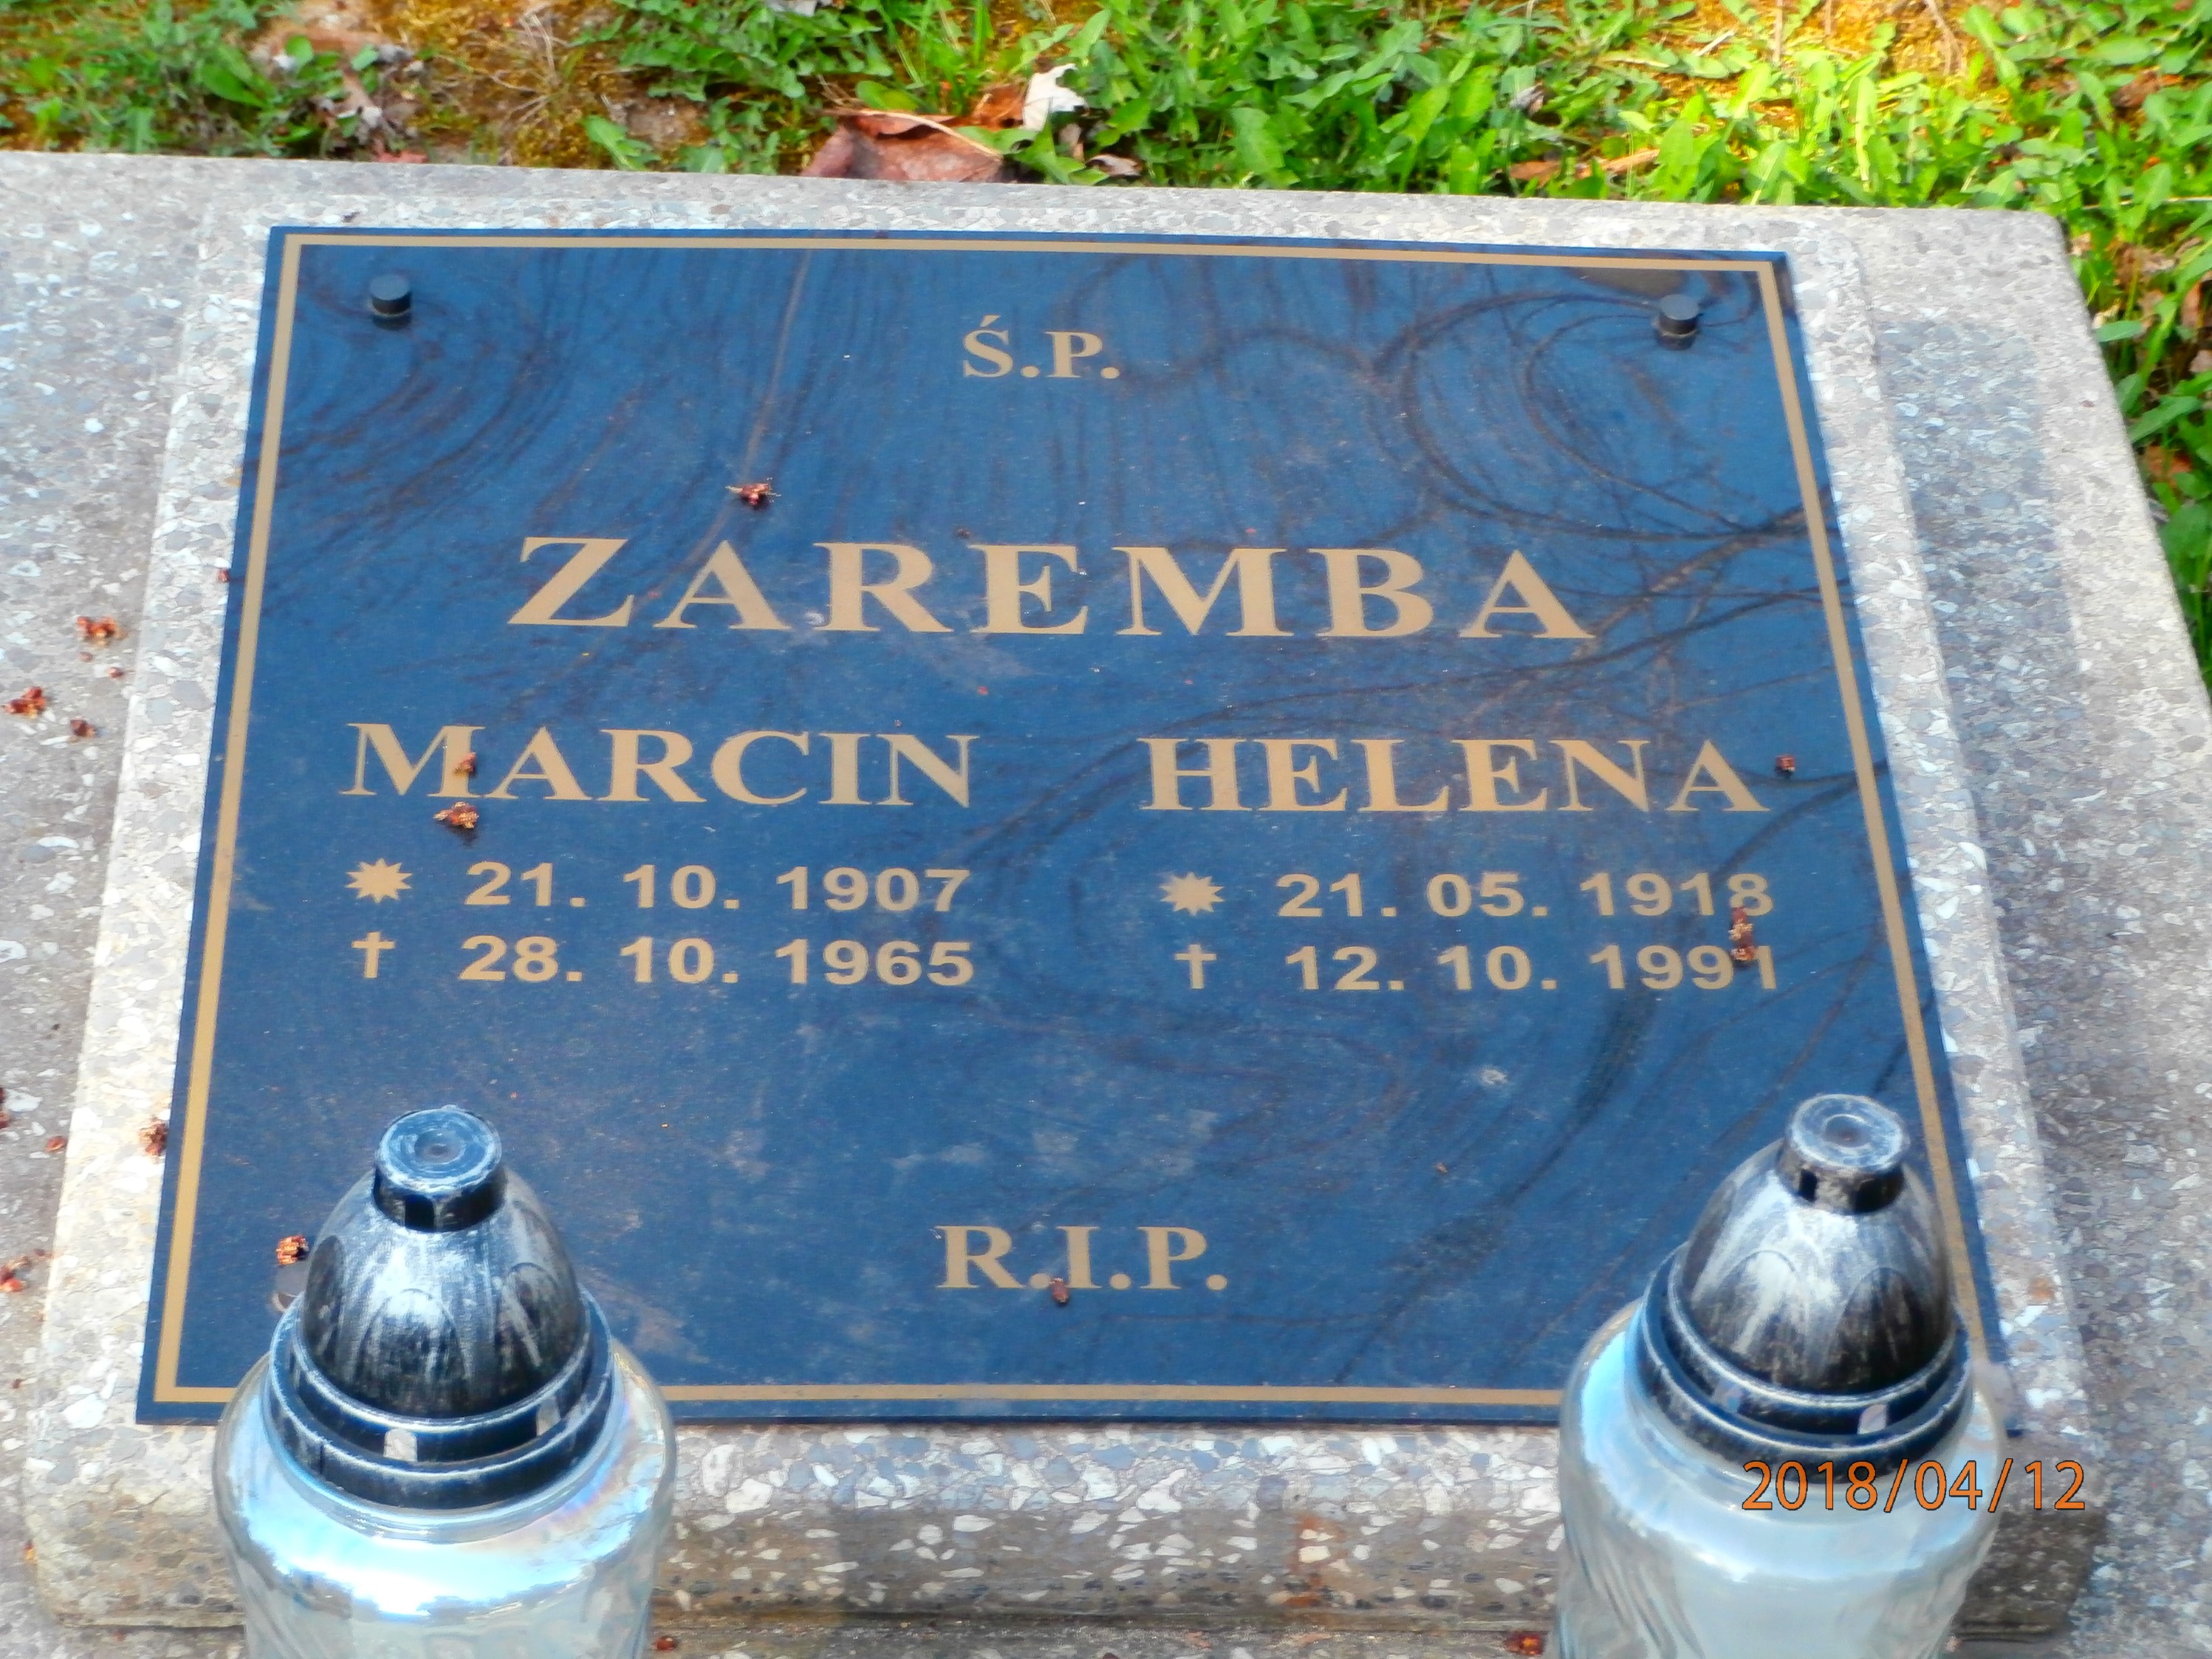 Ś.P.
ZAREMBA
MARCIN HELENA
✹ 21. 10. 1907 ✹ 21. 05. 1918
† 28. 10. 1965 † 12. 10. 1991
R.I.P.
2018/04/12